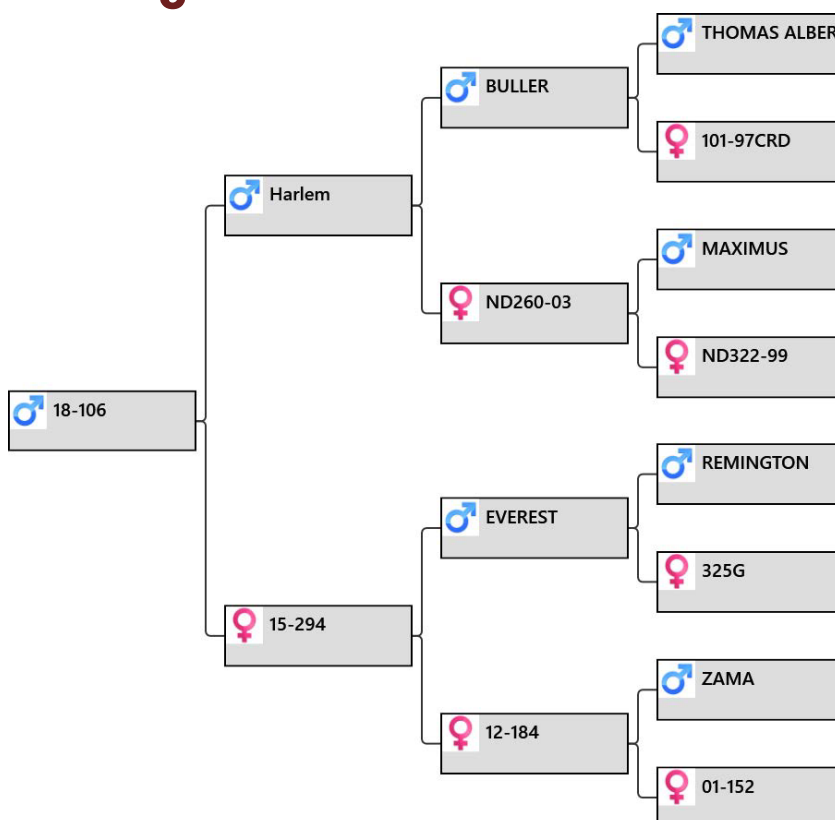 THOMAS ALBER
BULLER
101-97CRD
Harlem
MAXIMUS
ND260-03
ND322-99
18-106
REMINGTON
EVEREST
325G
15-294
ZAMA
12-184
01-152